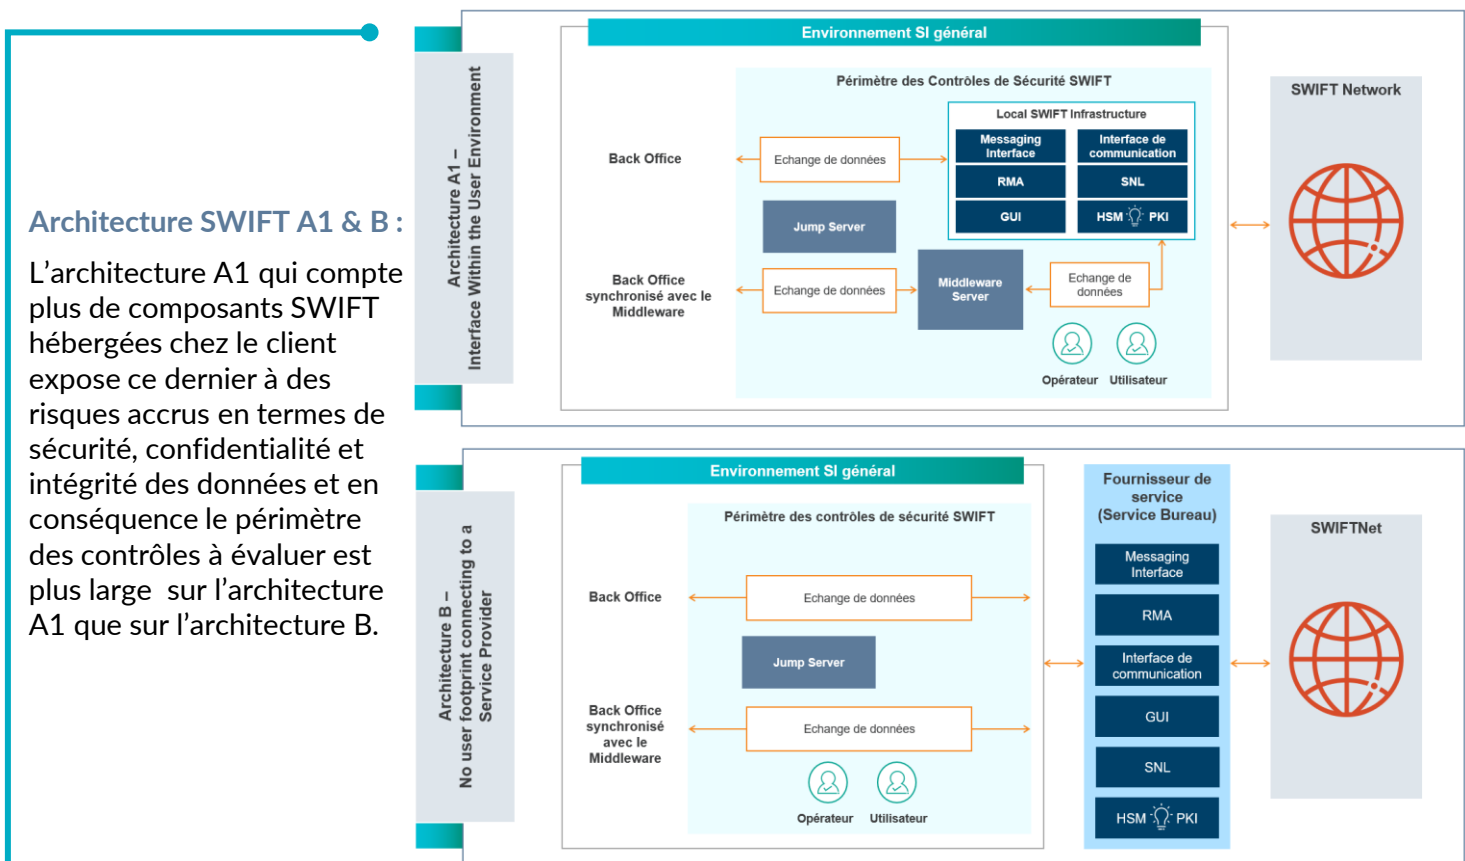 Architecture SWIFT A1 & B :
L’architecture A1 qui compte
plus de composants SWIFT
hébergées chez le client
expose ce dernier à des
risques accrus en termes de
sécurité, confidentialité et
intégrité des données et en
conséquence le périmètre
des contrôles à évaluer est
plus large  sur l’architecture
A1 que sur l’architecture B.
Architecture A1 –
Interface Within the User Environment
Environnement SI général
Périmètre des Contrôles de Sécurité SWIFT
Local SWIFT Infrastructure
Messaging
Interface
Interface de
communication
RMA
SNL
GUI
HSM PKI
Back Office
Echange de données
Jump Server
Back Office
synchronisé avec le
Middleware
Echange de données
Middleware
Server
Echange de
données
Opérateur
Utilisateur
SWIFT Network
Architecture B –
No user footprint connecting to a
Service Provider
Environnement SI général
Périmètre des contrôles de sécurité SWIFT
Back Office
Echange de données
Jump Server
Back Office
synchronisé
avec le
Middleware
Echange de données
Opérateur
Utilisateur
Fournisseur de
service
(Service Bureau)
Messaging
Interface
RMA
Interface de
communication
GUI
SNL
HSM PKI
SWIFTNet